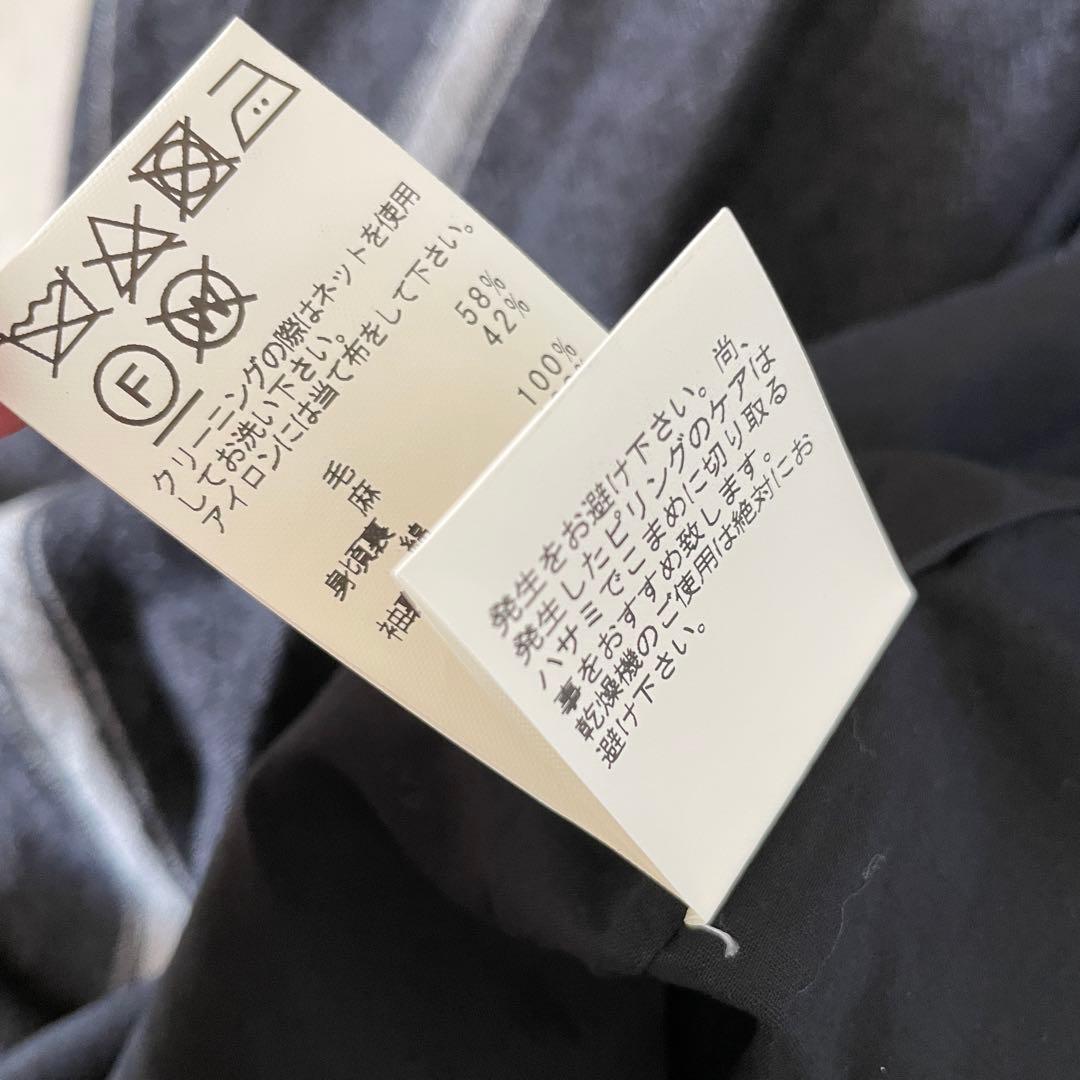 F
W
クリーニングの際はネットを使用
してお洗い下さい。
アイロンには当て布をして下さい。
毛 58%
麻 42%
身頃裏
綿 100%
発生をお避け下さい。尚、
発生したピリングのケアは
ハサミでこまめに切り取る
事をおすすめ致します。
乾燥機のご使用は絶対にお
避け下さい。